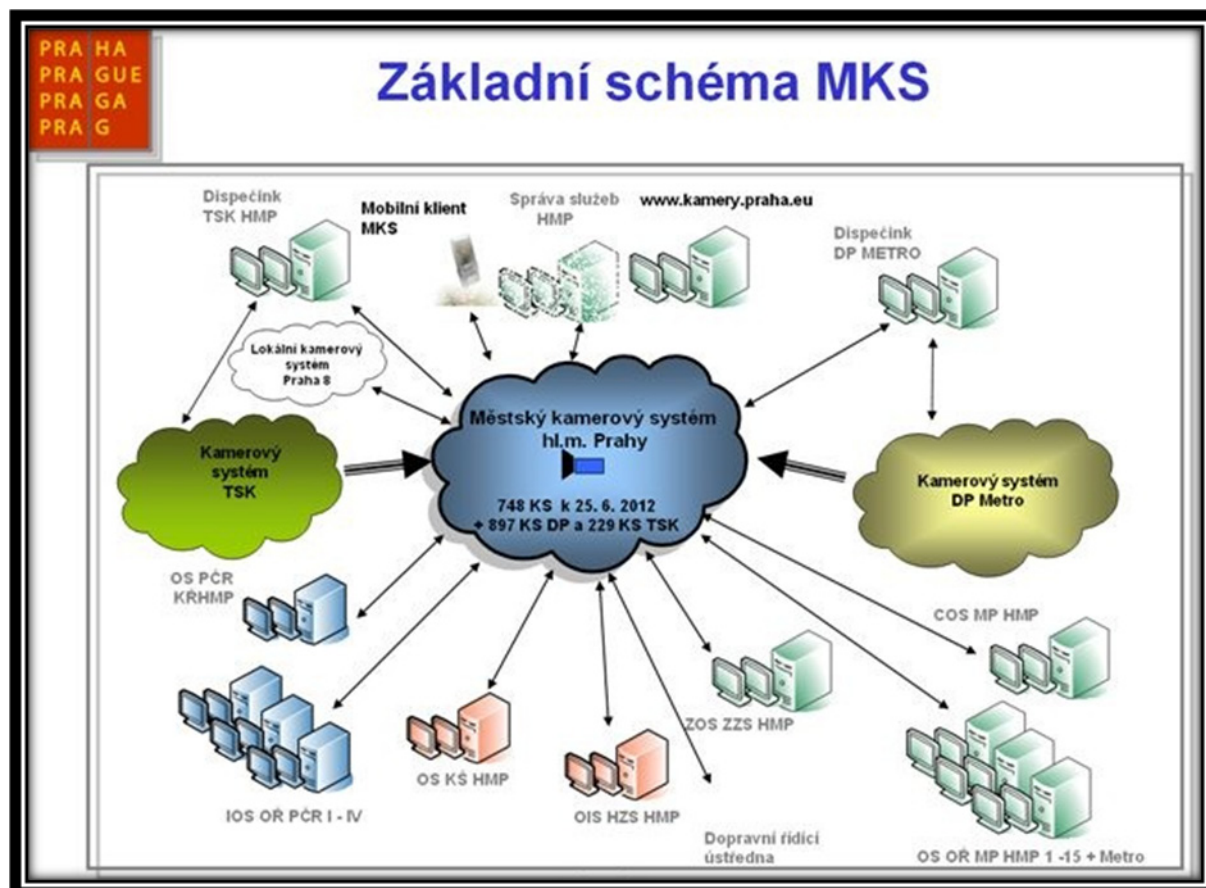 PRA HA
PRA GUE
PRA GA
PRA G
Základní schéma MKS
Dispečink
TSK HMP
Mobilní klient
MKS
Správa služeb
HMP
www.kamery.praha.eu
Dispečink
DP METRO
Lokální kamerový
systém
Praha 8
Kamerový
systém
TSK
Městský kamerový systém
hl.m. Prahy
748 KS k 25. 6. 2012
+ 897 KS DP a 229 KS TSK
Kamerový systém
DP Metro
OS PČR
KŘHMP
COS MP HMP
ZOS ZZS HMP
OS KŠ HMP
IOS OŘ PČR I - IV
OIS HZS HMP
Dopravní řídící
ústředna
OS OŘ MP HMP 1 -15 + Metro